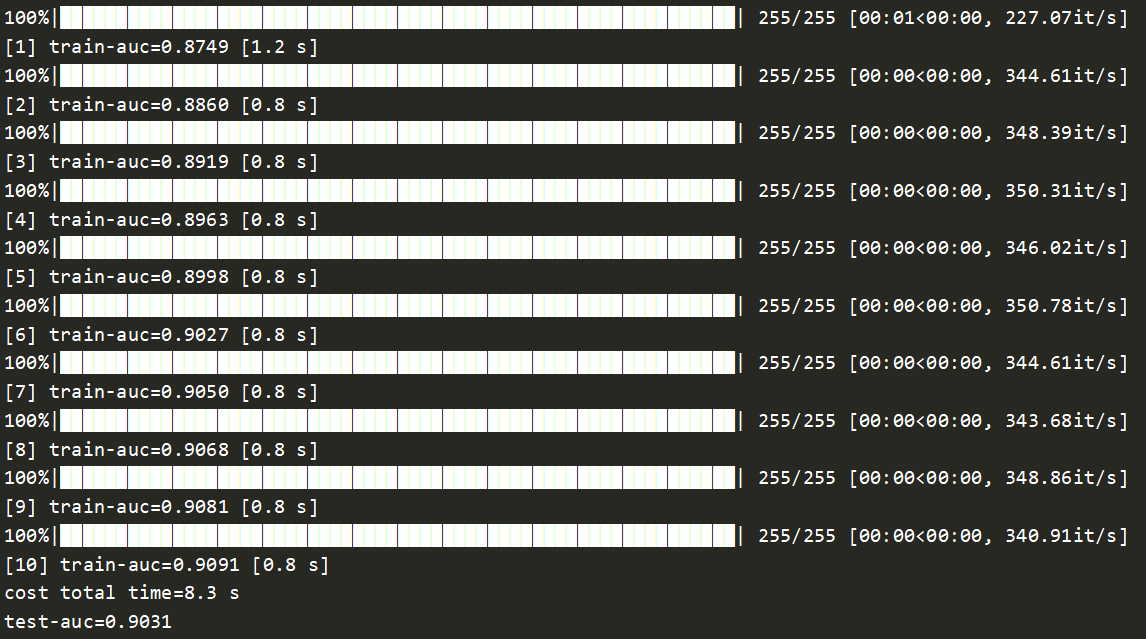 100%| | 255/255 [00:01<00:00, 227.07it/s]
[1] train-auc=0.8749 [1.2 s]
100%| | 255/255 [00:00<00:00, 344.61it/s]
[2] train-auc=0.8860 [0.8 s]
100%| | 255/255 [00:00<00:00, 348.39it/s]
[3] train-auc=0.8919 [0.8 s]
100%| | 255/255 [00:00<00:00, 350.31it/s]
[4] train-auc=0.8963 [0.8 s]
100%| | 255/255 [00:00<00:00, 346.02it/s]
[5] train-auc=0.8998 [0.8 s]
100%| | 255/255 [00:00<00:00, 350.78it/s]
[6] train-auc=0.9027 [0.8 s]
100%| | 255/255 [00:00<00:00, 344.61it/s]
[7] train-auc=0.9050 [0.8 s]
100%| | 255/255 [00:00<00:00, 343.68it/s]
[8] train-auc=0.9068 [0.8 s]
100%| | 255/255 [00:00<00:00, 348.86it/s]
[9] train-auc=0.9081 [0.8 s]
100%| | 255/255 [00:00<00:00, 340.91it/s]
[10] train-auc=0.9091 [0.8 s]
cost total time=8.3 s
test-auc=0.9031